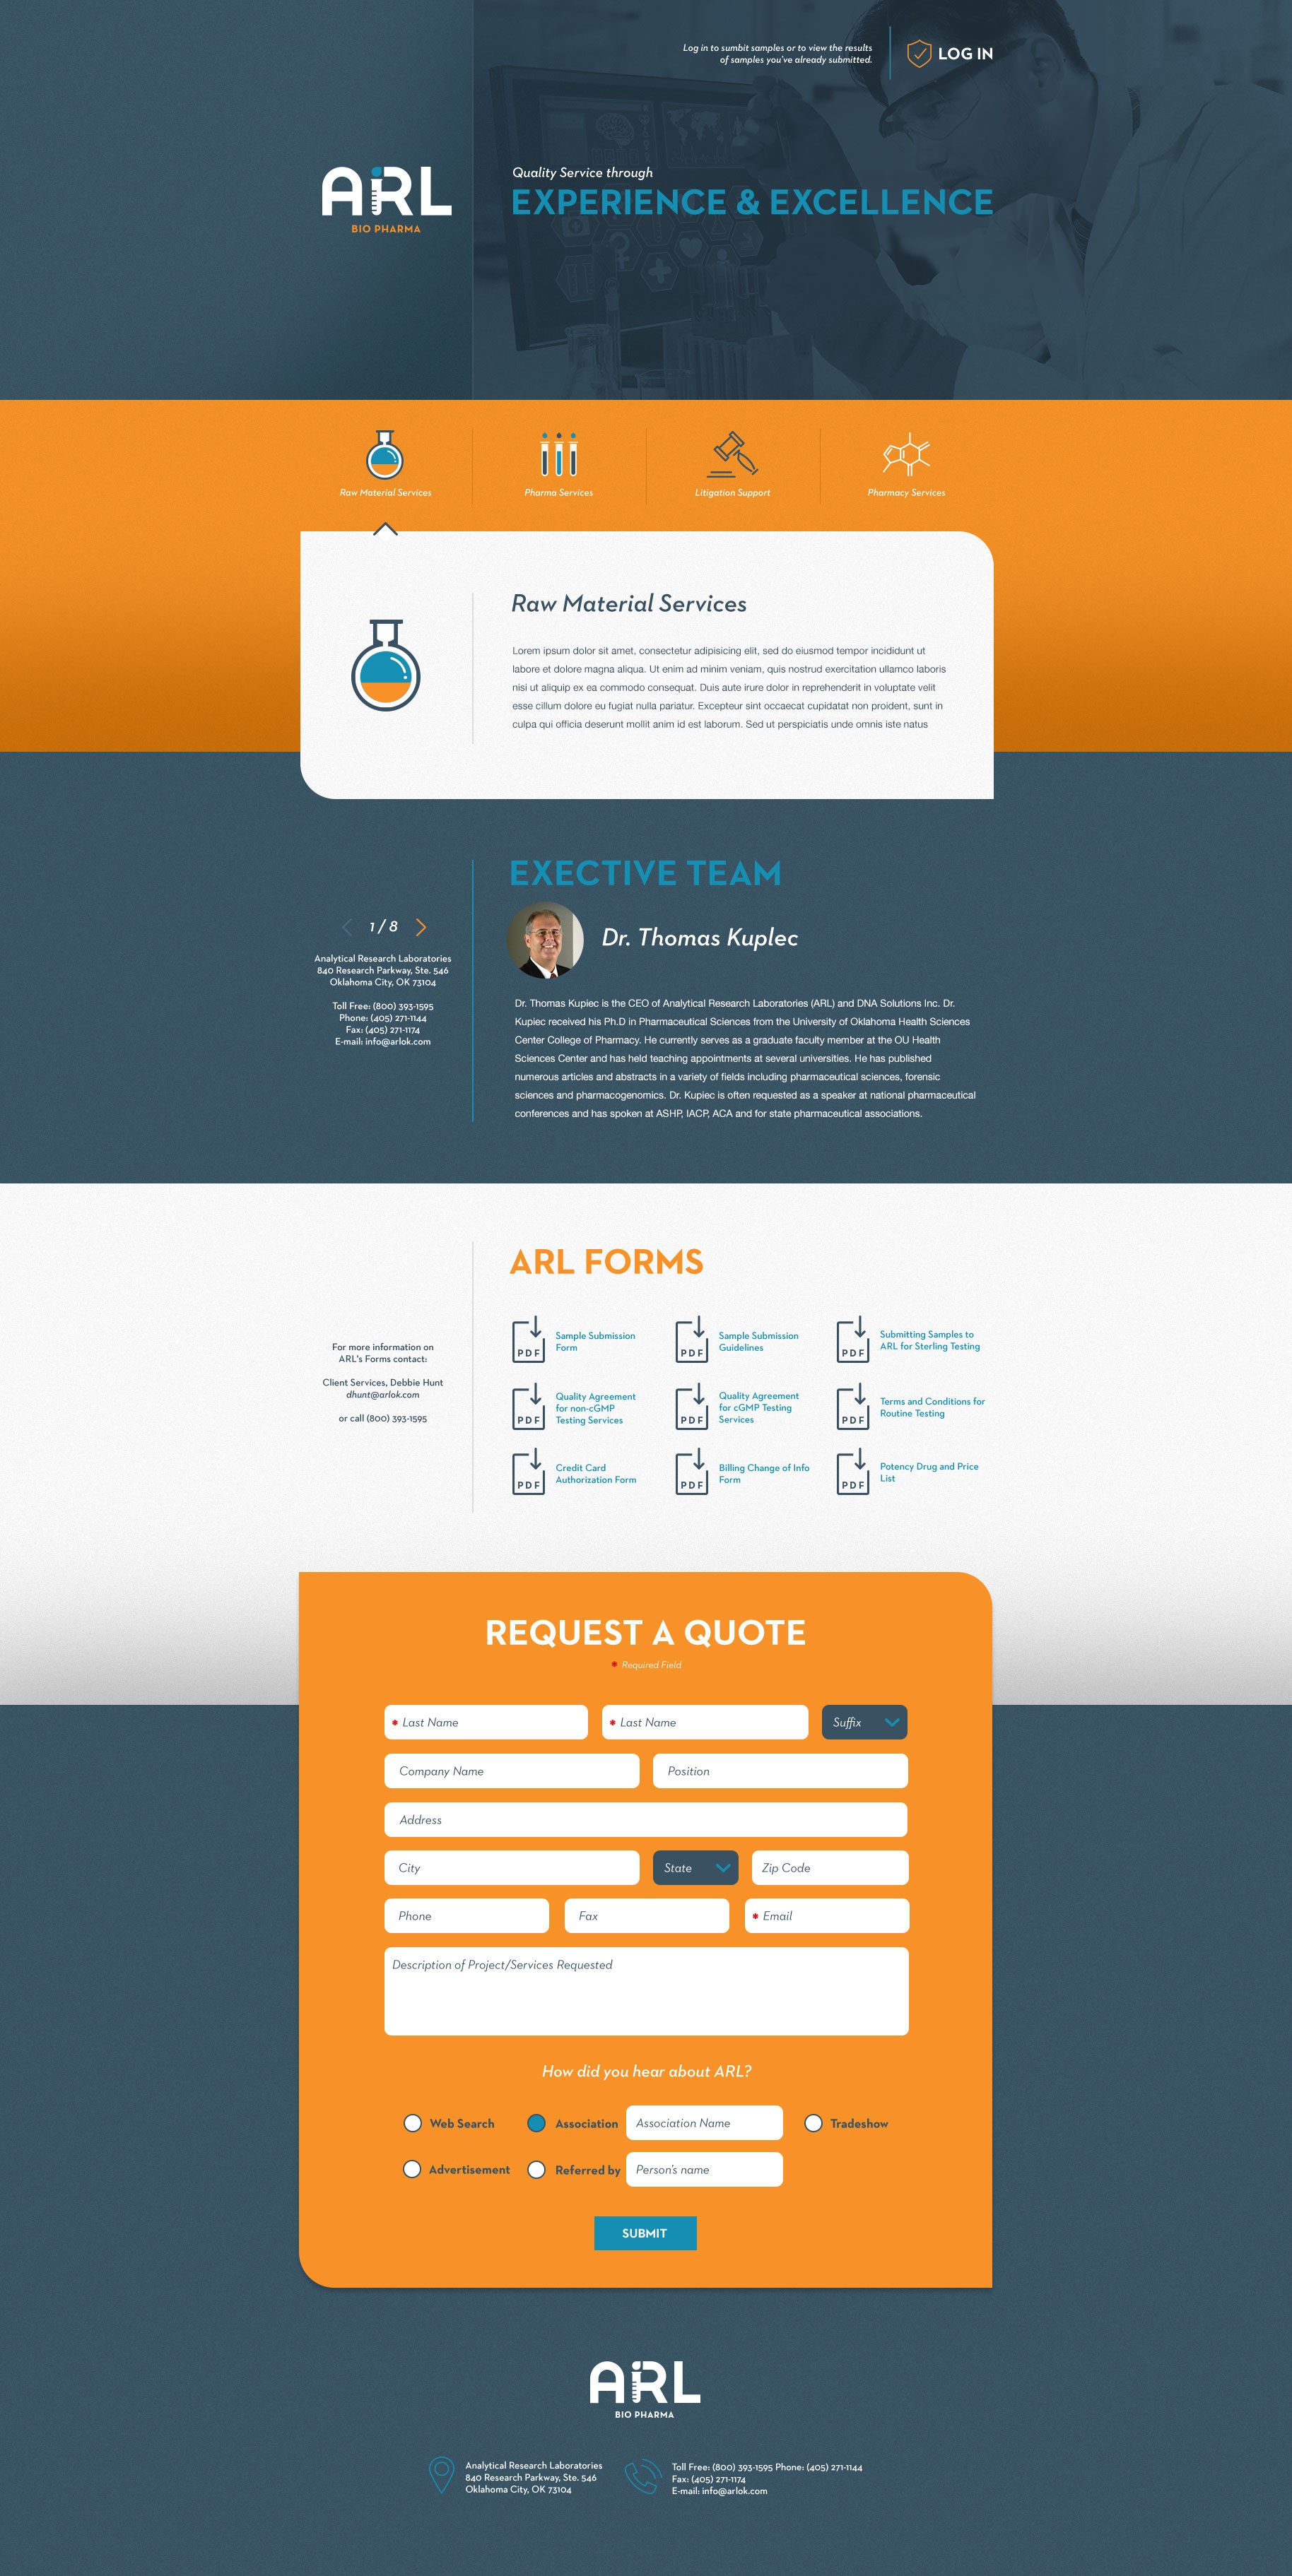 Log in to sumbit samples or to view the results
of samples you've already submitted.
LOG IN
ARL
BIO PHARMA
Quality Service through
EXPERIENCE & EXCELLENCE
Raw Material Services
Pharma Services
Litigation Support
Pharmacy Services
Raw Material Services
Lorem ipsum dolor sit amet, consectetur adipisicing elit, sed do eiusmod tempor incididunt ut
labore et dolore magna aliqua. Ut enim ad minim veniam, quis nostrud exercitation ullamco laboris
nisi ut aliquip ex ea commodo consequat. Duis aute irure dolor in reprehenderit in voluptate velit
esse cillum dolore eu fugiat nulla pariatur. Excepteur sint occaecat cupidatat non proident, sunt in
culpa qui officia deserunt mollit anim id est laborum. Sed ut perspiciatis unde omnis iste natus
1 / 8
Analytical Research Laboratories
840 Research Parkway, Ste. 546
Oklahoma City, OK 73104
Toll Free: (800) 393-1595
Phone: (405) 271-1144
Fax: (405) 271-1174
E-mail: info@arlok.com
EXECTIVE TEAM
Dr. Thomas Kuplec
Dr. Thomas Kupiec is the CEO of Analytical Research Laboratories (ARL) and DNA Solutions Inc. Dr.
Kupiec received his Ph.D in Pharmaceutical Sciences from the University of Oklahoma Health Sciences
Center College of Pharmacy. He currently serves as a graduate faculty member at the OU Health
Sciences Center and has held teaching appointments at several universities. He has published
numerous articles and abstracts in a variety of fields including pharmaceutical sciences, forensic
sciences and pharmacogenomics. Dr. Kupiec is often requested as a speaker at national pharmaceutical
conferences and has spoken at ASHP, IACP, ACA and for state pharmaceutical associations.
For more information on
ARL's Forms contact:
Client Services, Debbie Hunt
dhunt@arlok.com
or call (800) 393-1595
ARL FORMS
PDF
Sample Submission
Form
PDF
Sample Submission
Guidelines
PDF
Submitting Samples to
ARL for Sterling Testing
PDF
Quality Agreement
for non-cGMP
Testing Services
PDF
Quality Agreement
for cGMP Testing
Services
PDF
Terms and Conditions for
Routine Testing
PDF
Credit Card
Authorization Form
PDF
Billing Change of Info
Form
PDF
Potency Drug and Price
List
REQUEST A QUOTE
* Required Field
* Last Name
* Last Name
Suffix
Company Name
Position
Address
City
State
Zip Code
Phone
Fax
* Email
Description of Project/Services Requested
How did you hear about ARL?
Web Search
Association
Association Name
Tradeshow
Advertisement
Referred by
Person's name
SUBMIT
ARL
BIO PHARMA
Analytical Research Laboratories
840 Research Parkway, Ste. 546
Oklahoma City, OK 73104
Toll Free: (800) 393-1595 Phone: (405) 271-1144
Fax: (405) 271-1174
E-mail: info@arlok.com